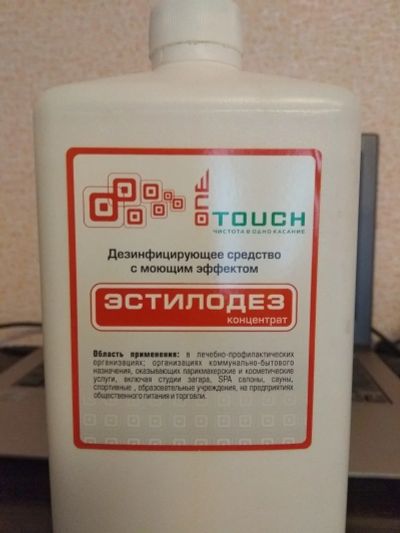 ONE
TOUCH
ЧИСТОТА В ОДНО КАСАНИЕ
Дезинфицирующее средство
с моющим эффектом
ЭСТИЛОДЕЗ
концентрат
Область применения: в лечебно-профилактических
организациях; организациях коммунально-бытового
назначения, оказывающих парикмахерские и косметические
услуги, включая студии загара, SPA салоны, сауны,
спортивные , образовательные учреждения, на предприятиях
общественного питания и торговли.